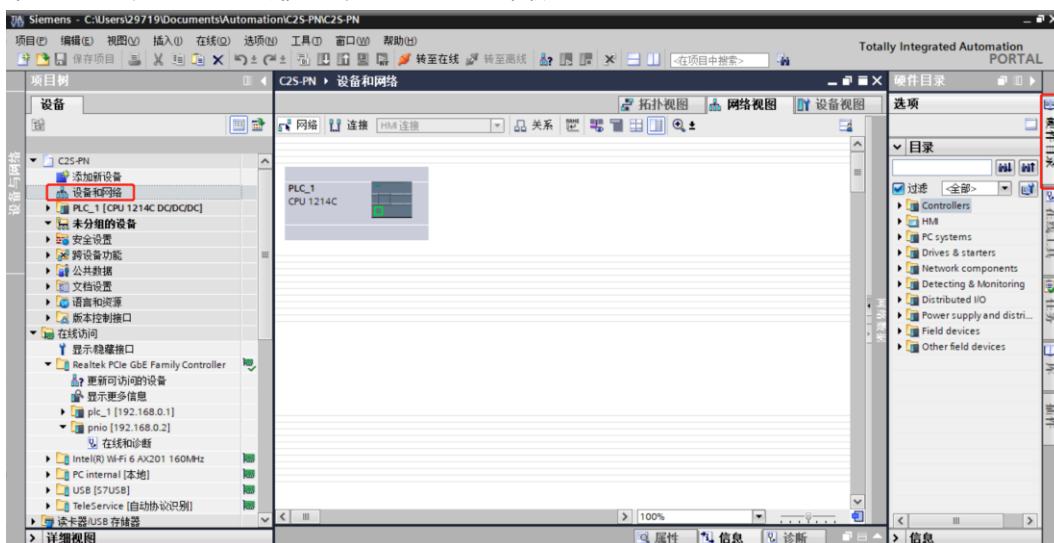 Siemens - C:\Users\29719\Documents\Automation\C2S-PN\C2S-PN
项目(P) 编辑(E) 视图(V) 插入(I) 在线(O) 选项(N) 工具(T) 窗口(W) 帮助(H)
Totally Integrated Automation
PORTAL
保存项目 转至在线 转至离线 <在项目中搜索>
项目树
C2S-PN 设备和网络
硬件目录
设备
拓扑视图 网络视图 设备视图
选项
网络 连接 HMI 连接 关系
目录
C2S-PN
添加新设备
设备和网络
PLC_1 [CPU 1214C DC/DC/DC]
未分组的设备
安全设置
跨设备功能
公共数据
文档设置
语言和资源
版本控制接口
在线访问
显示/隐藏接口
Realtek PCIe GbE Family Controller
更新可访问的设备
显示更多信息
plc_1 [192.168.0.1]
pnio [192.168.0.2]
在线和诊断
Intel(R) Wi-Fi 6 AX201 160MHz
PC internal [本地]
USB [S7USB]
TeleService [自动协议识别]
读卡器/USB 存储器
详细视图
PLC_1
CPU 1214C
100%
属性 信息 诊断
过滤 <全部>
Controllers
HMI
PC systems
Drives & starters
Network components
Detecting & Monitoring
Distributed I/O
Power supply and distri...
Field devices
Other field devices
信息
设备与网络